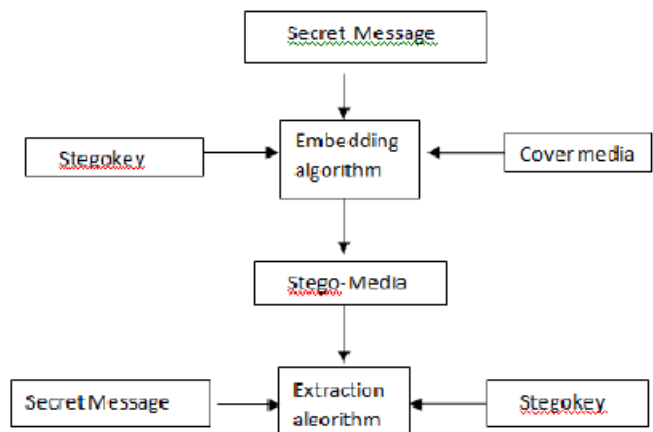 Secret Message
Stegokey
Embedding
algorithm
Cover media
Stego-Media
Secret Message
Extraction
algorithm
Stegokey